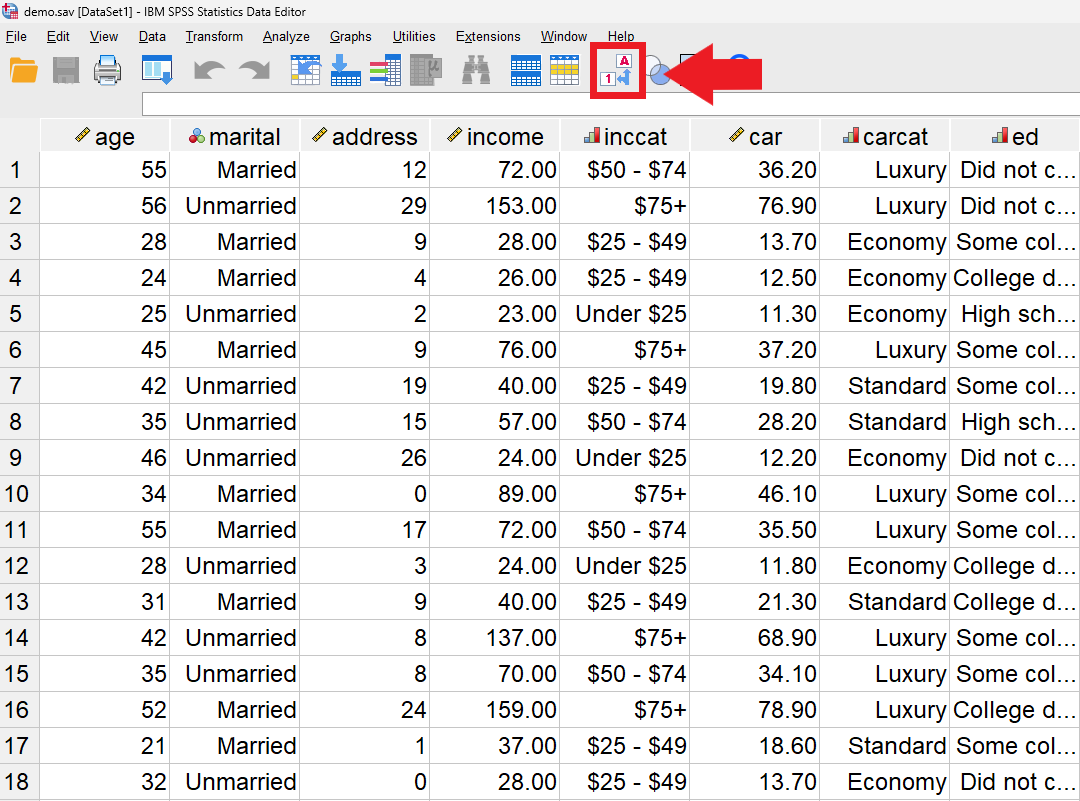 demo.sav [DataSet1] - IBM SPSS Statistics Data Editor
File Edit View Data Transform Analyze Graphs Utilities Extensions Window Help
A
1
age marital address income inccat car carcat ed
1 55 Married 12 72.00 $50 - $74 36.20 Luxury Did not c...
2 56 Unmarried 29 153.00 $75+ 76.90 Luxury Did not c...
3 28 Married 9 28.00 $25 - $49 13.70 Economy Some col...
4 24 Married 4 26.00 $25 - $49 12.50 Economy College d...
5 25 Unmarried 2 23.00 Under $25 11.30 Economy High sch...
6 45 Married 9 76.00 $75+ 37.20 Luxury Some col...
7 42 Unmarried 19 40.00 $25 - $49 19.80 Standard Some col...
8 35 Unmarried 15 57.00 $50 - $74 28.20 Standard High sch...
9 46 Unmarried 26 24.00 Under $25 12.20 Economy Did not c...
10 34 Married 0 89.00 $75+ 46.10 Luxury Some col...
11 55 Married 17 72.00 $50 - $74 35.50 Luxury Some col...
12 28 Unmarried 3 24.00 Under $25 11.80 Economy College d...
13 31 Married 9 40.00 $25 - $49 21.30 Standard College d...
14 42 Unmarried 8 137.00 $75+ 68.90 Luxury Some col...
15 35 Unmarried 8 70.00 $50 - $74 34.10 Luxury Some col...
16 52 Married 24 159.00 $75+ 78.90 Luxury College d...
17 21 Married 1 37.00 $25 - $49 18.60 Standard Some col...
18 32 Unmarried 0 28.00 $25 - $49 13.70 Economy Did not c...